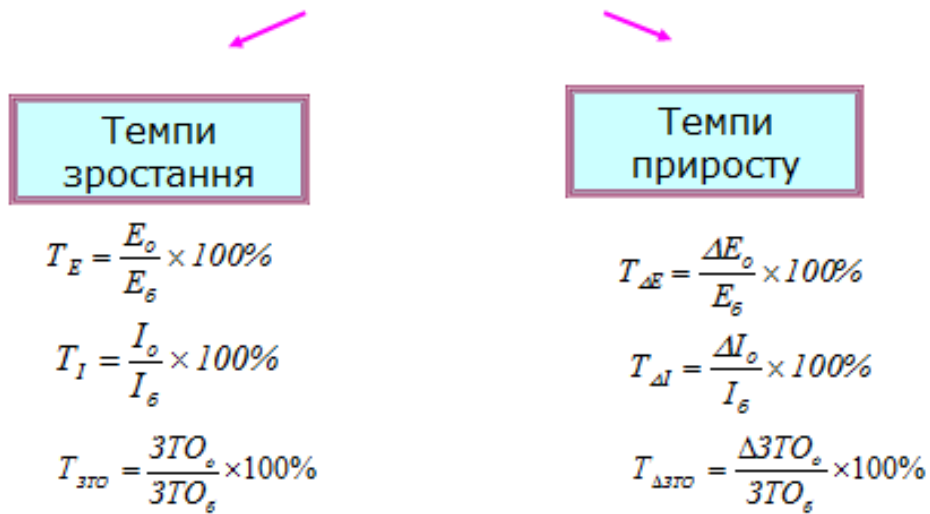 Темпи
зростання
T_E = E_o / E_б × 100%
T_I = I_o / I_б × 100%
T_ЗТО = ЗТО_о / ЗТО_б × 100%
Темпи
приросту
T_ΔE = ΔE_o / E_б × 100%
T_ΔI = ΔI_o / I_б × 100%
T_ΔЗТО = ΔЗТО_о / ЗТО_б × 100%